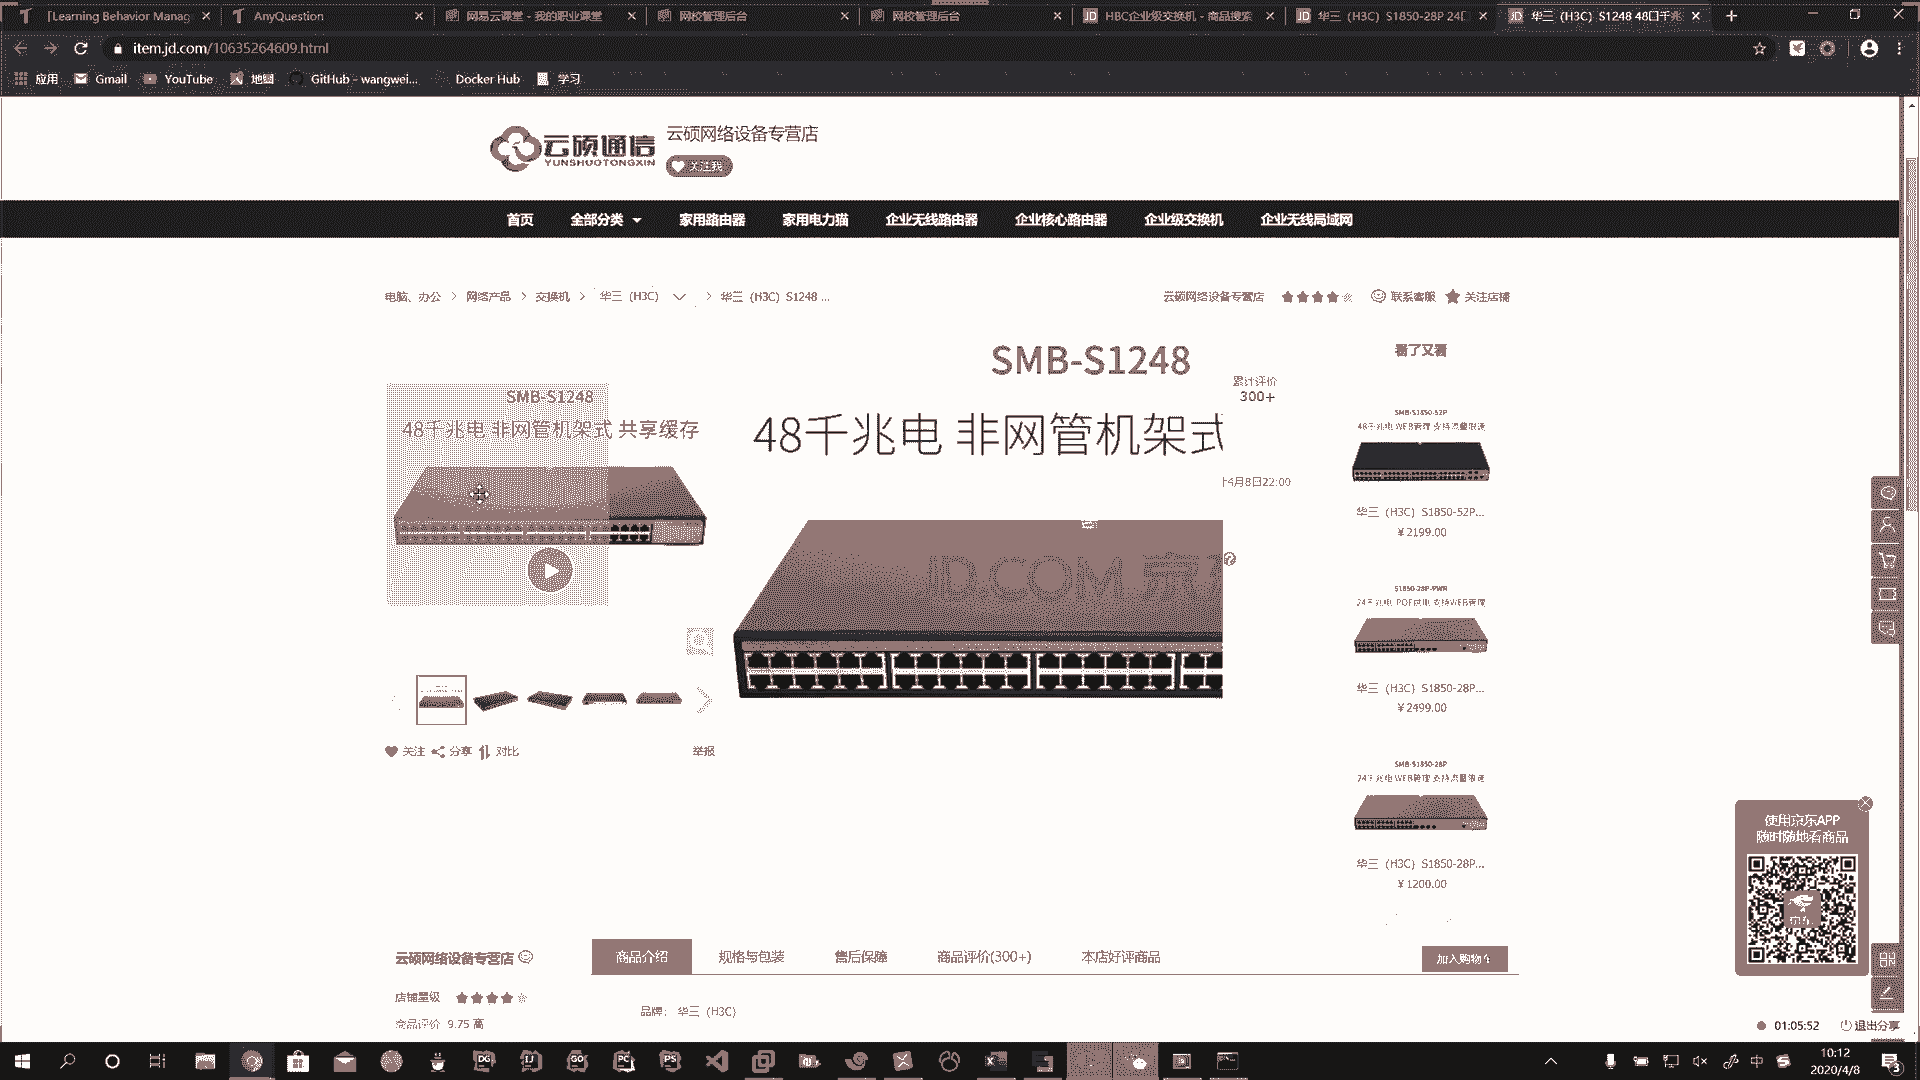 [Learning Behavior Manag
AnyQuestion
网易云课堂 - 我的职业课堂
网校管理后台
网校管理后台
HBC企业级交换机 - 商品搜索
华三（H3C）S1850-28P 24口
华三（H3C）S1248 48口千兆
item.jd.com/10635264609.html
应用
Gmail
YouTube
地图
GitHub - wangwei...
Docker Hub
学习
云硕通信
YUNSHUOTONGXIN
云硕网络设备专营店
关注我
首页
全部分类
家用路由器
家用电力猫
企业无线路由器
企业核心路由器
企业级交换机
企业无线局域网
电脑、办公 > 网络产品 > 交换机 > 华三（H3C） > 华三（H3C）S1248 ...
云硕网络设备专营店
联系客服
关注店铺
SMB-S1248
48千兆电 非网管机架式 共享缓存
SMB-S1248
48千兆电 非网管机架式
JD.COM 京
累计评价
300+
4月8日22:00
看了又看
SMB-S1850-52P
48千兆电 WEB管理 支持流量限速
华三（H3C）S1850-52P...
￥2199.00
S1850-28P-PWR
24千兆电 POE供电 支持WEB管理
华三（H3C）S1850-28P...
￥2499.00
SMB-S1850-28P
24千兆电 WEB管理 支持流量限速
华三（H3C）S1850-28P...
￥1200.00
关注
分享
对比
举报
使用京东APP
随时随地看商品
京东
云硕网络设备专营店
商品介绍
规格与包装
售后保障
商品评价(300+)
本店好评商品
加入购物车
店铺星级
商品评价 9.75 高
品牌： 华三（H3C）
01:05:52
退出分享
中
10:12
2020/4/8
3